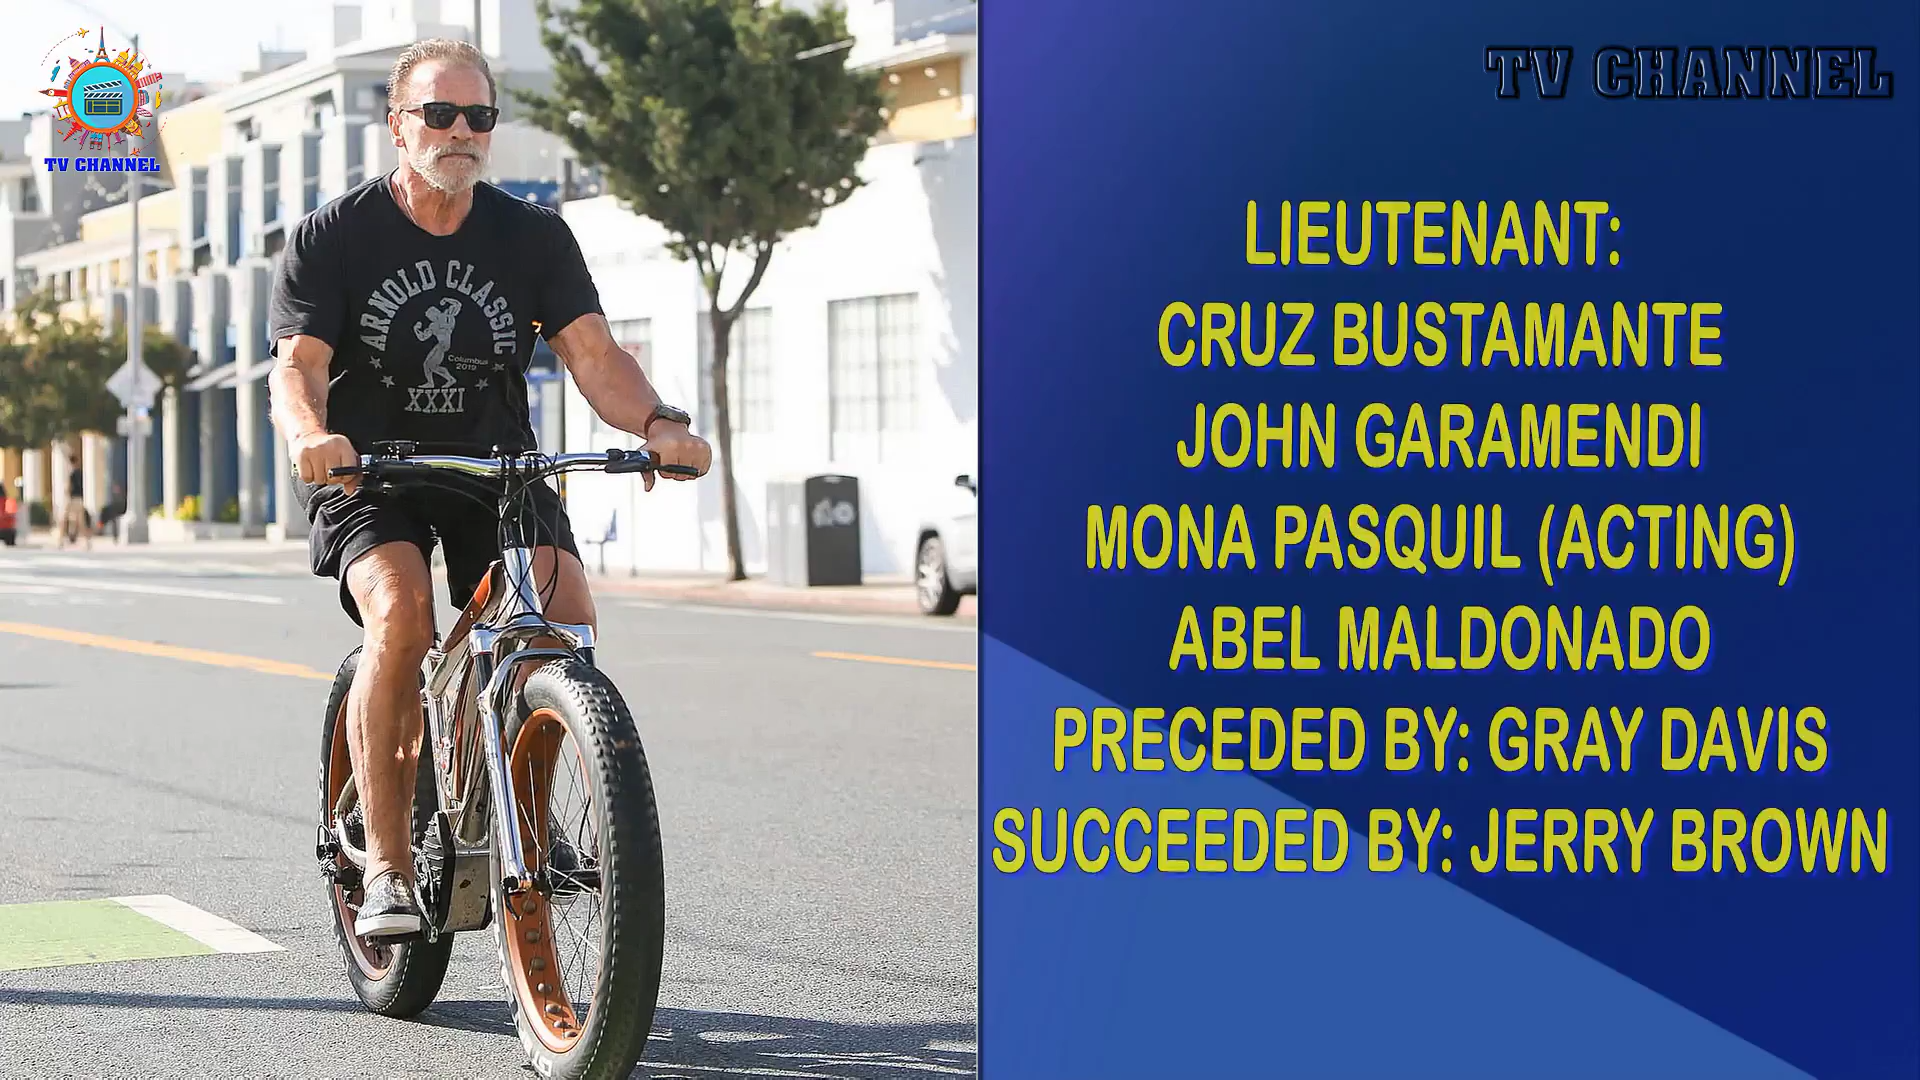 TV CHANNEL
TV CHANNEL
ARNOLD CLASSIC
Columbus
2019
XXXI
LIEUTENANT:
CRUZ BUSTAMANTE
JOHN GARAMENDI
MONA PASQUIL (ACTING)
ABEL MALDONADO
PRECEDED BY: GRAY DAVIS
SUCCEEDED BY: JERRY BROWN